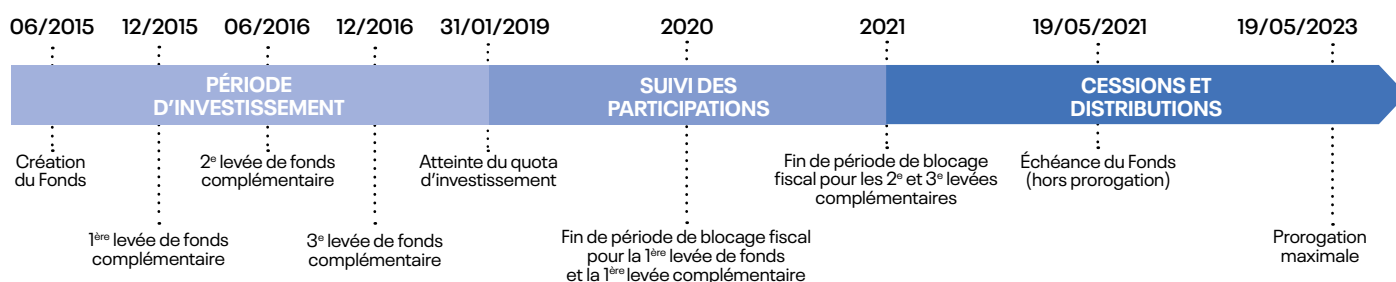 06/2015 12/2015 06/2016 12/2016 31/01/2019 2020 2021 19/05/2021 19/05/2023
PÉRIODE
D'INVESTISSEMENT
SUIVI DES
PARTICIPATIONS
CESSIONS ET
DISTRIBUTIONS
Création
du Fonds
2e levée de fonds
complémentaire
Atteinte du quota
d'investissement
Fin de période de blocage
fiscal pour les 2e et 3e levées
complémentaires
Échéance du Fonds
(hors prorogation)
1ère levée de fonds
complémentaire
3e levée de fonds
complémentaire
Fin de période de blocage fiscal
pour la 1ère levée de fonds
et la 1ère levée complémentaire
Prorogation
maximale